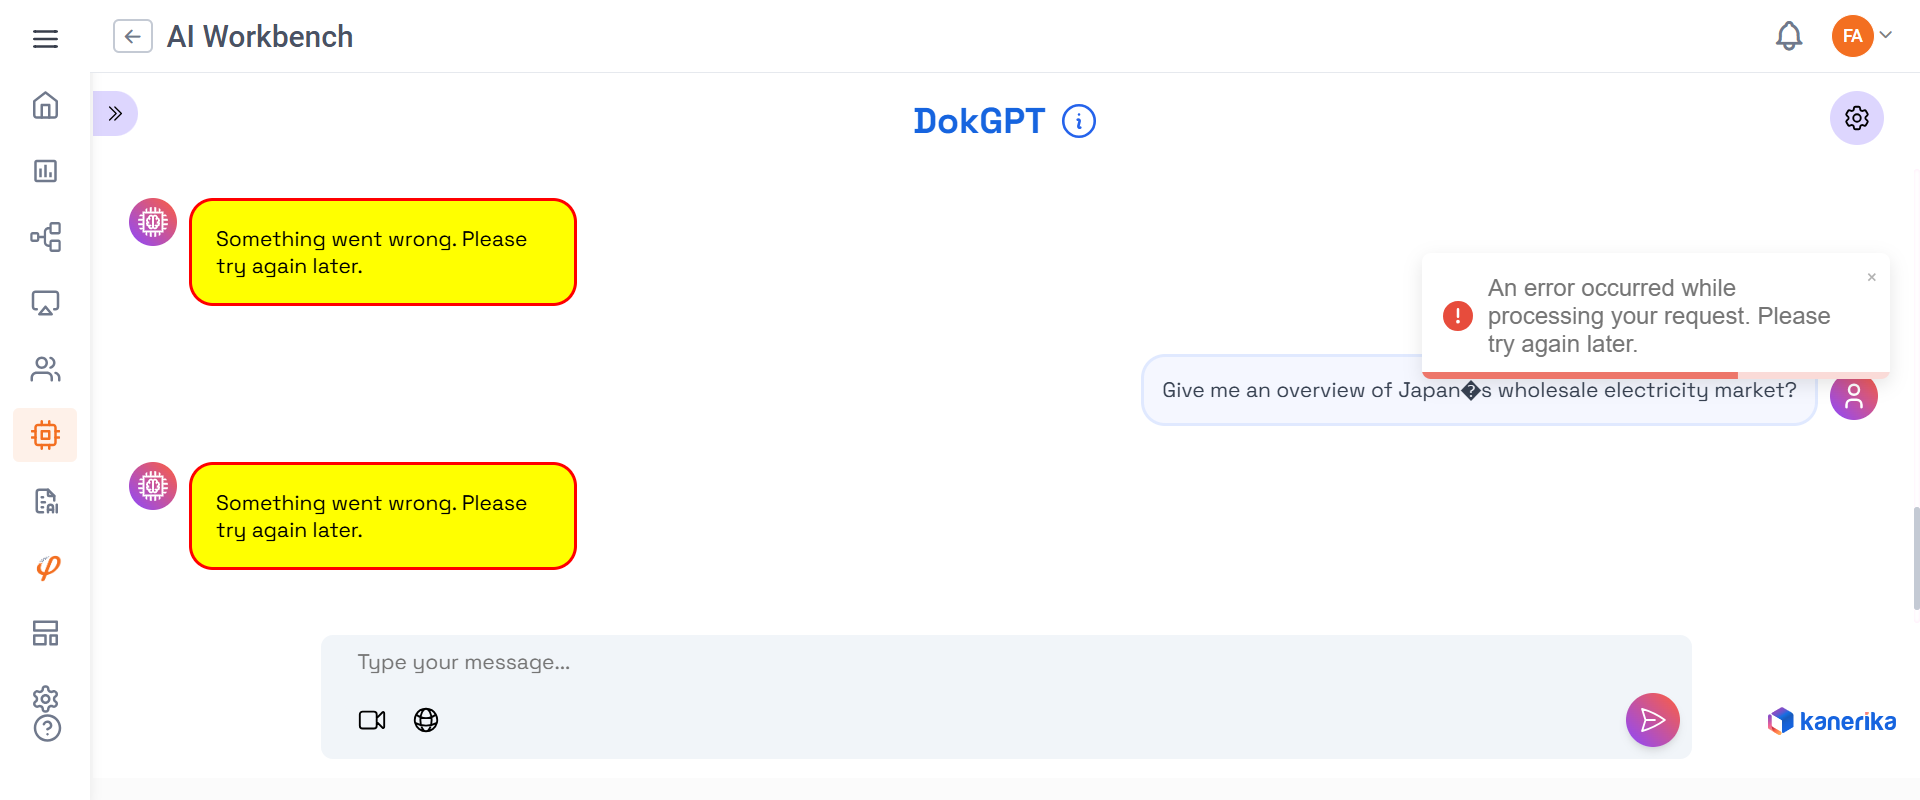 AI Workbench
FA
DokGPT
Something went wrong. Please
try again later.
An error occurred while
processing your request. Please
try again later.
Give me an overview of Japan�s wholesale electricity market?
Something went wrong. Please
try again later.
Type your message...
kanerika